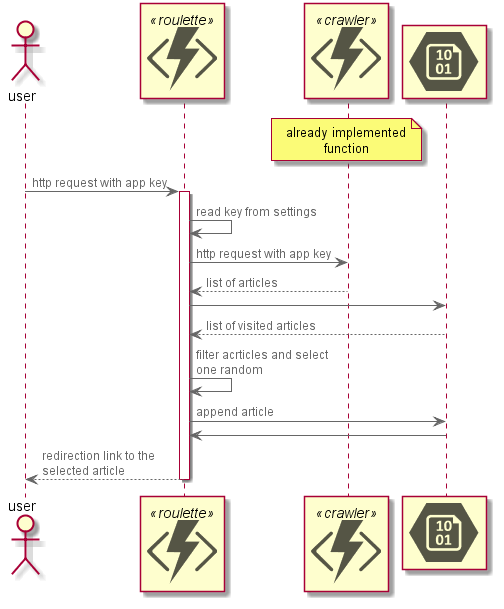 «roulette»
«crawler»
10
01
user
already implemented
function
http request with app key
read key from settings
http request with app key
list of articles
list of visited articles
filter acrticles and select
one random
append article
redirection link to the
selected article
user
«roulette»
«crawler»
10
01